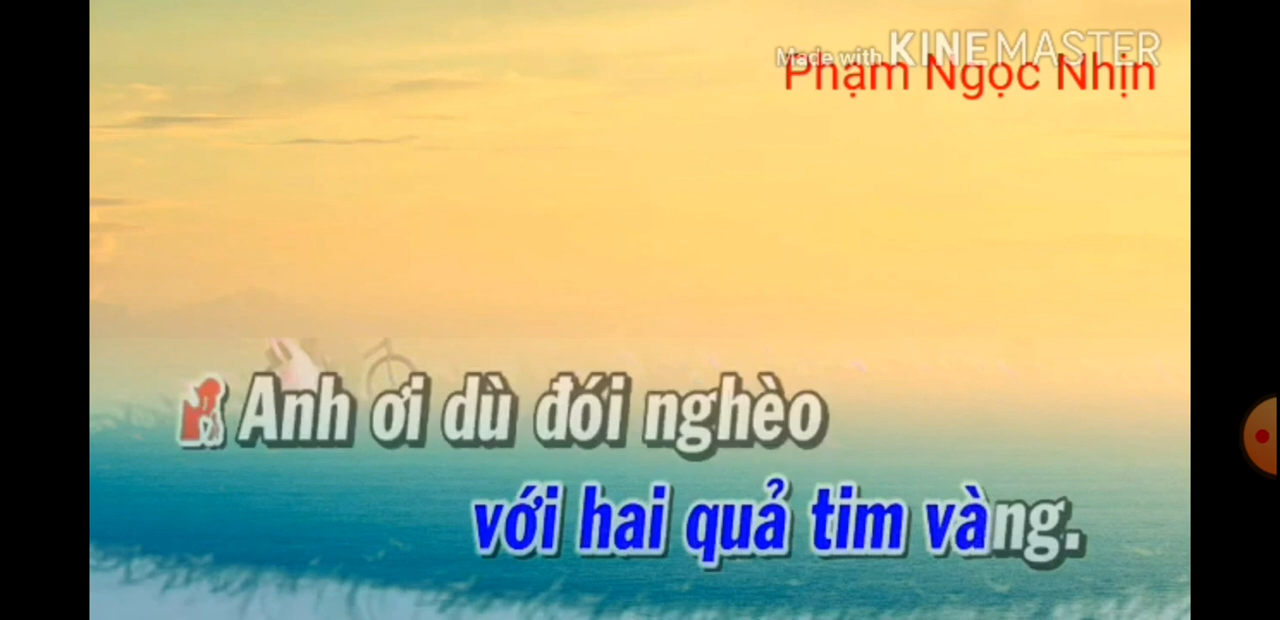 Made with KINEMASTER
Phạm Ngọc Nhịn
Anh ơi dù đói nghèo
với hai quả tim vàng.